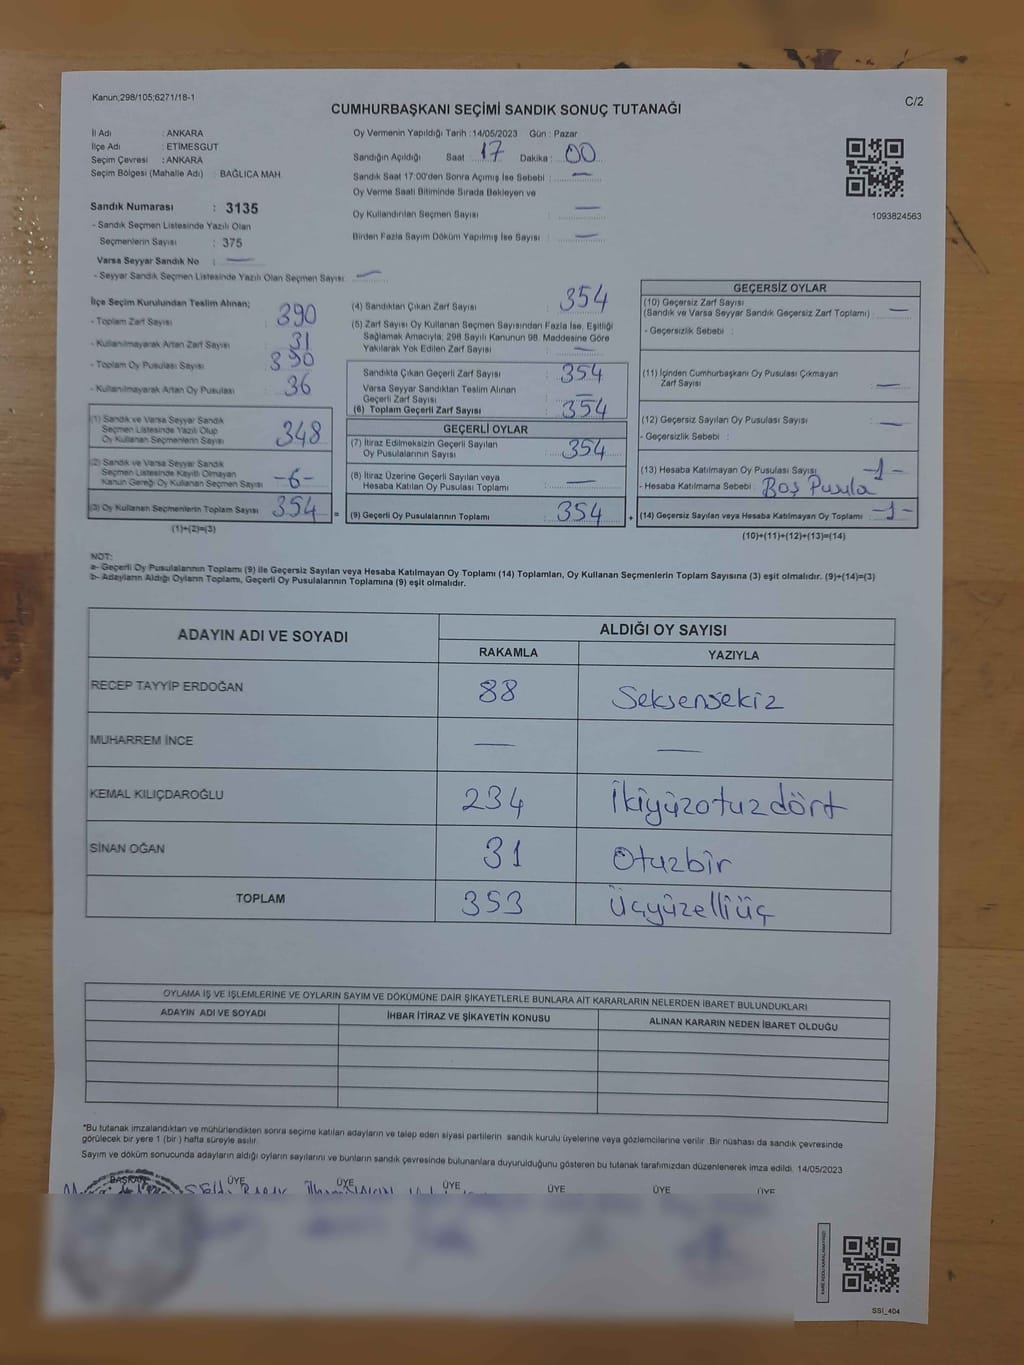 Kanun;298/105;6271/18-1
C/2
CUMHURBAŞKANI SEÇİMİ SANDIK SONUÇ TUTANAĞI
İl Adı : ANKARA
İlçe Adı : ETİMESGUT
Seçim Çevresi : ANKARA
Seçim Bölgesi (Mahalle Adı) : BAĞLICA MAH.
Sandık Numarası : 3135
- Sandık Seçmen Listesinde Yazılı Olan
Seçmenlerin Sayısı : 375
Varsa Seyyar Sandık No : —
- Seyyar Sandık Seçmen Listesinde Yazılı Olan Seçmen Sayısı : —
Oy Vermenin Yapıldığı Tarih : 14/05/2023 Gün : Pazar
Sandığın Açıldığı Saat : 17 Dakika : 00
Sandık Saat 17:00'den Sonra Açımış İse Sebebi : —
Oy Verme Saati Bitiminde Sırada Bekleyen ve
Oy Kullandırılan Seçmen Sayısı : —
Birden Fazla Sayım Döküm Yapılmış İse Sayısı : —
1093824563
İlçe Seçim Kurulundan Teslim Alınan;
- Toplam Zarf Sayısı : 390
- Kullanılmayarak Artan Zarf Sayısı : 31
- Toplam Oy Pusulası Sayısı : 390
- Kullanılmayarak Artan Oy Pusulası : 36
(1) Sandık ve Varsa Seyyar Sandık
Seçmen Listesinde Yazılı Olup
Oy Kullanan Seçmenlerin Sayısı : 348
(2) Sandık ve Varsa Seyyar Sandık
Seçmen Listesinde Kayıtlı Olmayan
Kanun Gereği Oy Kullanan Seçmen Sayısı : -6-
(3) Oy Kullanan Seçmenlerin Toplam Sayısı : 354
(1)+(2)=(3)
(4) Sandıktan Çıkan Zarf Sayısı : 354
(5) Zarf Sayısı Oy Kullanan Seçmen Sayısından Fazla İse, Eşitliği
Sağlamak Amacıyla; 298 Sayılı Kanunun 98. Maddesine Göre
Yakılarak Yok Edilen Zarf Sayısı : —
Sandıkta Çıkan Geçerli Zarf Sayısı : 354
Varsa Seyyar Sandıktan Teslim Alınan
Geçerli Zarf Sayısı : —
(6) Toplam Geçerli Zarf Sayısı : 354
GEÇERLİ OYLAR
(7) İtiraz Edilmeksizin Geçerli Sayılan
Oy Pusulalarının Sayısı : 354
(8) İtiraz Üzerine Geçerli Sayılan veya
Hesaba Katılan Oy Pusulası Toplamı : —
= (9) Geçerli Oy Pusulalarının Toplamı : 354
GEÇERSİZ OYLAR
(10) Geçersiz Zarf Sayısı
(Sandık ve Varsa Seyyar Sandık Geçersiz Zarf Toplamı) : —
- Geçersizlik Sebebi :
(11) İçinden Cumhurbaşkanı Oy Pusulası Çıkmayan
Zarf Sayısı : —
(12) Geçersiz Sayılan Oy Pusulası Sayısı : —
- Geçersizlik Sebebi :
(13) Hesaba Katılmayan Oy Pusulası Sayısı : -1-
- Hesaba Katılmama Sebebi : Boş Pusula
+ (14) Geçersiz Sayılan veya Hesaba Katılmayan Oy Toplamı : -1-
(10)+(11)+(12)+(13)=(14)
NOT:
a- Geçerli Oy Pusulalarının Toplamı (9) ile Geçersiz Sayılan veya Hesaba Katılmayan Oy Toplamı (14) Toplamları, Oy Kullanan Seçmenlerin Toplam Sayısına (3) eşit olmalıdır. (9)+(14)=(3)
b- Adayların Aldığı Oyların Toplamı, Geçerli Oy Pusulalarının Toplamına (9) eşit olmalıdır.
ADAYIN ADI VE SOYADI
ALDIĞI OY SAYISI
RAKAMLA YAZIYLA
RECEP TAYYİP ERDOĞAN 88 Seksensekiz
MUHARREM İNCE — —
KEMAL KILIÇDAROĞLU 234 İkiyüzotuzdört
SİNAN OĞAN 31 Otuzbir
TOPLAM 353 Üçyüzelliüç
OYLAMA İŞ VE İŞLEMLERİNE VE OYLARIN SAYIM VE DÖKÜMÜNE DAİR ŞİKAYETLERLE BUNLARA AİT KARARLARIN NELERDEN İBARET BULUNDUKLARI
ADAYIN ADI VE SOYADI İHBAR İTİRAZ VE ŞİKAYETİN KONUSU ALINAN KARARIN NEDEN İBARET OLDUĞU
*Bu tutanak imzalandıktan ve mühürlendikten sonra seçime katılan adayların ve talep eden siyasi partilerin sandık kurulu üyelerine veya gözlemcilerine verilir. Bir nüshası da sandık çevresinde
görülecek bir yere 1 (bir) hafta süreyle asılır.
Sayım ve döküm sonucunda adayların aldığı oyların sayılarını ve bunların sandık çevresinde bulunanlara duyurulduğunu gösteren bu tutanak tarafımızdan düzenlenerek imza edildi. 14/05/2023
BAŞKAN ÜYE ÜYE ÜYE ÜYE ÜYE ÜYE
SSI_404